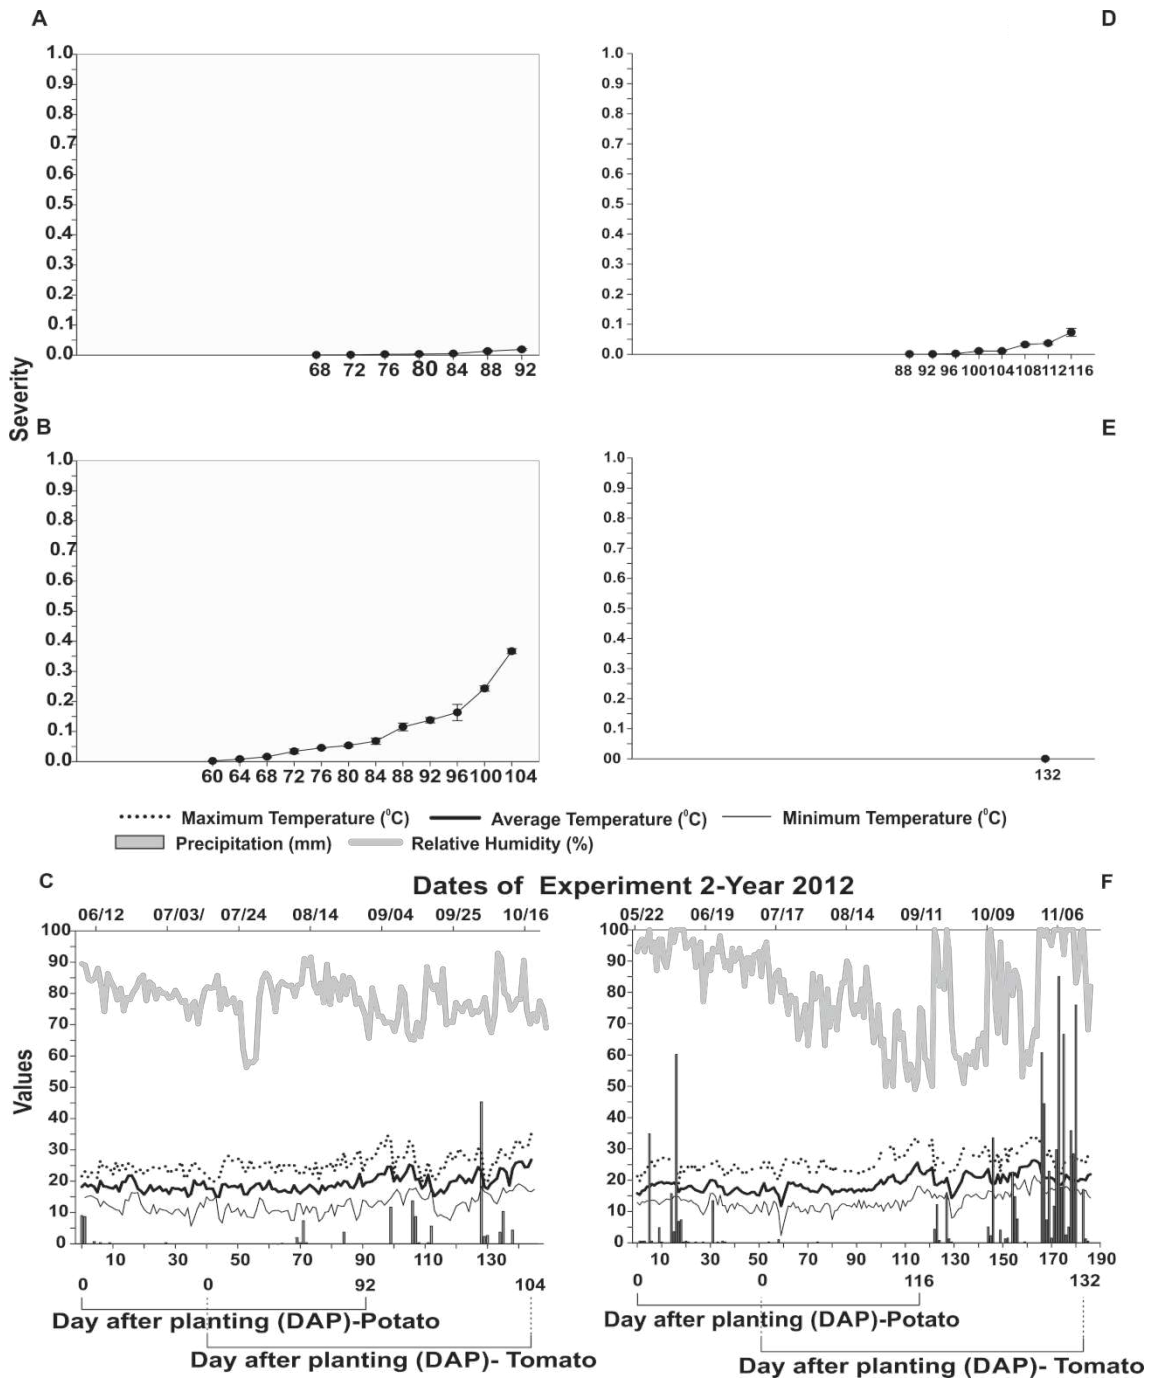 A
D
1.0
0.9
0.8
0.7
0.6
0.5
0.4
0.3
0.2
0.1
0.0
68 72 76 80 84 88 92
1.0
0.9
0.8
0.7
0.6
0.5
0.4
0.3
0.2
0.1
0.0
88 92 96 100 104 108 112 116
Severity
B
E
1.0
0.9
0.8
0.7
0.6
0.5
0.4
0.3
0.2
0.1
0.0
60 64 68 72 76 80 84 88 92 96 100 104
1.0
0.9
0.8
0.7
0.6
0.5
0.4
0.3
0.2
0.1
00
132
Maximum Temperature (⁰C) Average Temperature (⁰C) Minimum Temperature (⁰C)
Precipitation (mm) Relative Humidity (%)
C
Dates of Experiment 2-Year 2012
F
06/12 07/03/ 07/24 08/14 09/04 09/25 10/16
05/22 06/19 07/17 08/14 09/11 10/09 11/06
Values
100
90
80
70
60
50
40
30
20
10
0
10 30 50 70 90 110 130
0 0 92 104
Day after planting (DAP)-Potato
Day after planting (DAP)- Tomato
100
90
80
70
60
50
40
30
20
10
0
10 30 50 70 90 110 130 150 170 190
0 0 116 132
Day after planting (DAP)-Potato
Day after planting (DAP)- Tomato